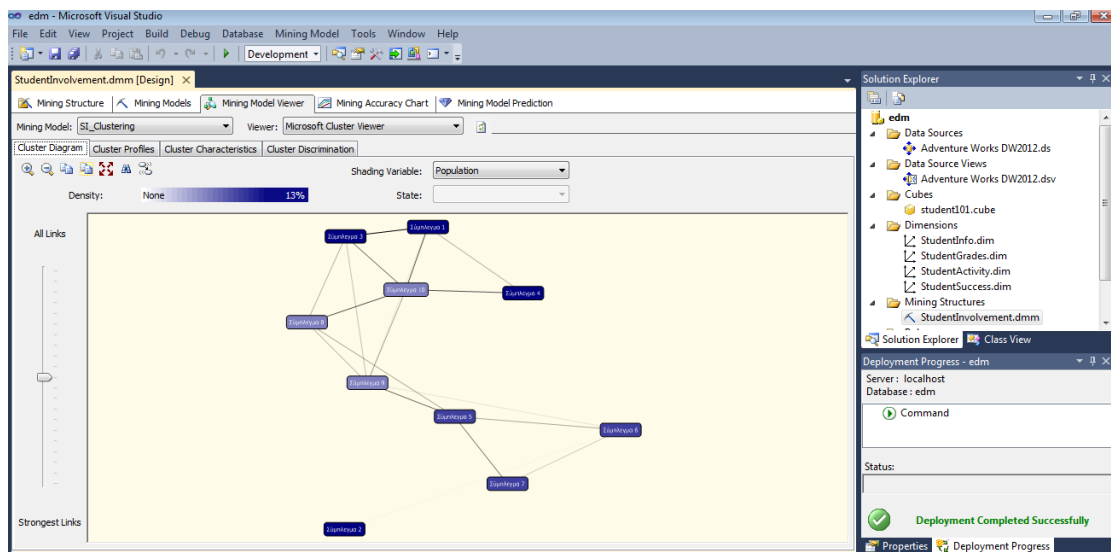 edm - Microsoft Visual Studio
File Edit View Project Build Debug Database Mining Model Tools Window Help
Development
StudentInvolvement.dmm [Design]
Mining Structure Mining Models Mining Model Viewer Mining Accuracy Chart Mining Model Prediction
Mining Model: SI_Clustering Viewer: Microsoft Cluster Viewer
Cluster Diagram Cluster Profiles Cluster Characteristics Cluster Discrimination
Shading Variable: Population
Density: None 13% State:
All Links
Σύμπλεγμα 1
Σύμπλεγμα 3
Σύμπλεγμα 10
Σύμπλεγμα 4
Σύμπλεγμα 8
Σύμπλεγμα 9
Σύμπλεγμα 5
Σύμπλεγμα 6
Σύμπλεγμα 7
Strongest Links
Σύμπλεγμα 2
Solution Explorer
edm
Data Sources
Adventure Works DW2012.ds
Data Source Views
Adventure Works DW2012.dsv
Cubes
student101.cube
Dimensions
StudentInfo.dim
StudentGrades.dim
StudentActivity.dim
StudentSuccess.dim
Mining Structures
StudentInvolvement.dmm
Solution Explorer Class View
Deployment Progress - edm
Server : localhost
Database : edm
Command
Status:
Deployment Completed Successfully
Properties Deployment Progress